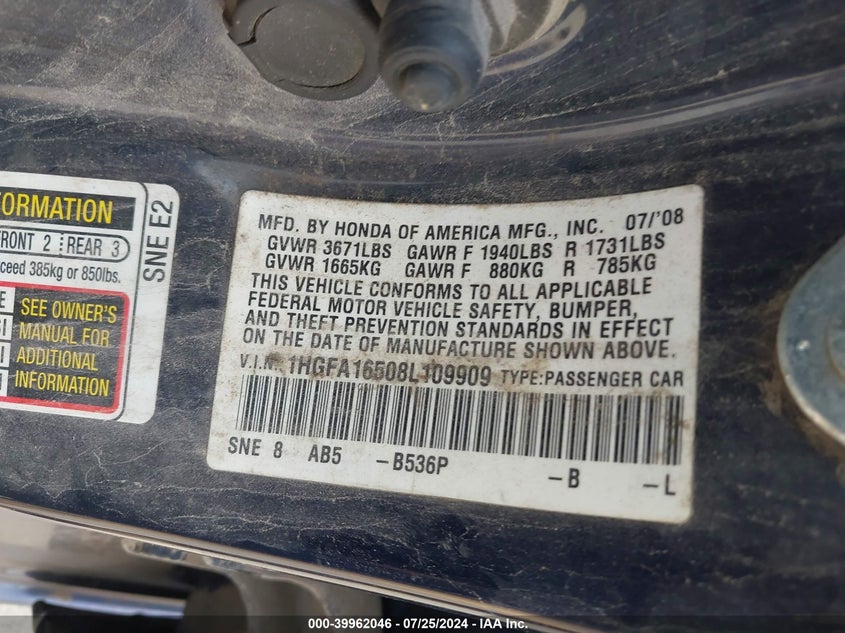 ORMATION
FRONT 2 REAR 3
ceed 385kg or 850lbs.
SEE OWNER'S
MANUAL FOR
ADDITIONAL
INFORMATION
SNE E2
MFD. BY HONDA OF AMERICA MFG., INC. 07/'08
GVWR 3671LBS GAWR F 1940LBS R 1731LBS
GVWR 1665KG GAWR F 880KG R 785KG
THIS VEHICLE CONFORMS TO ALL APPLICABLE
FEDERAL MOTOR VEHICLE SAFETY, BUMPER,
AND THEFT PREVENTION STANDARDS IN EFFECT
ON THE DATE OF MANUFACTURE SHOWN ABOVE.
V.I.N. 1HGFA16508L109909 TYPE:PASSENGER CAR
SNE 8 AB5 -B536P -B -L
000-39962046 - 07/25/2024 - IAA Inc.